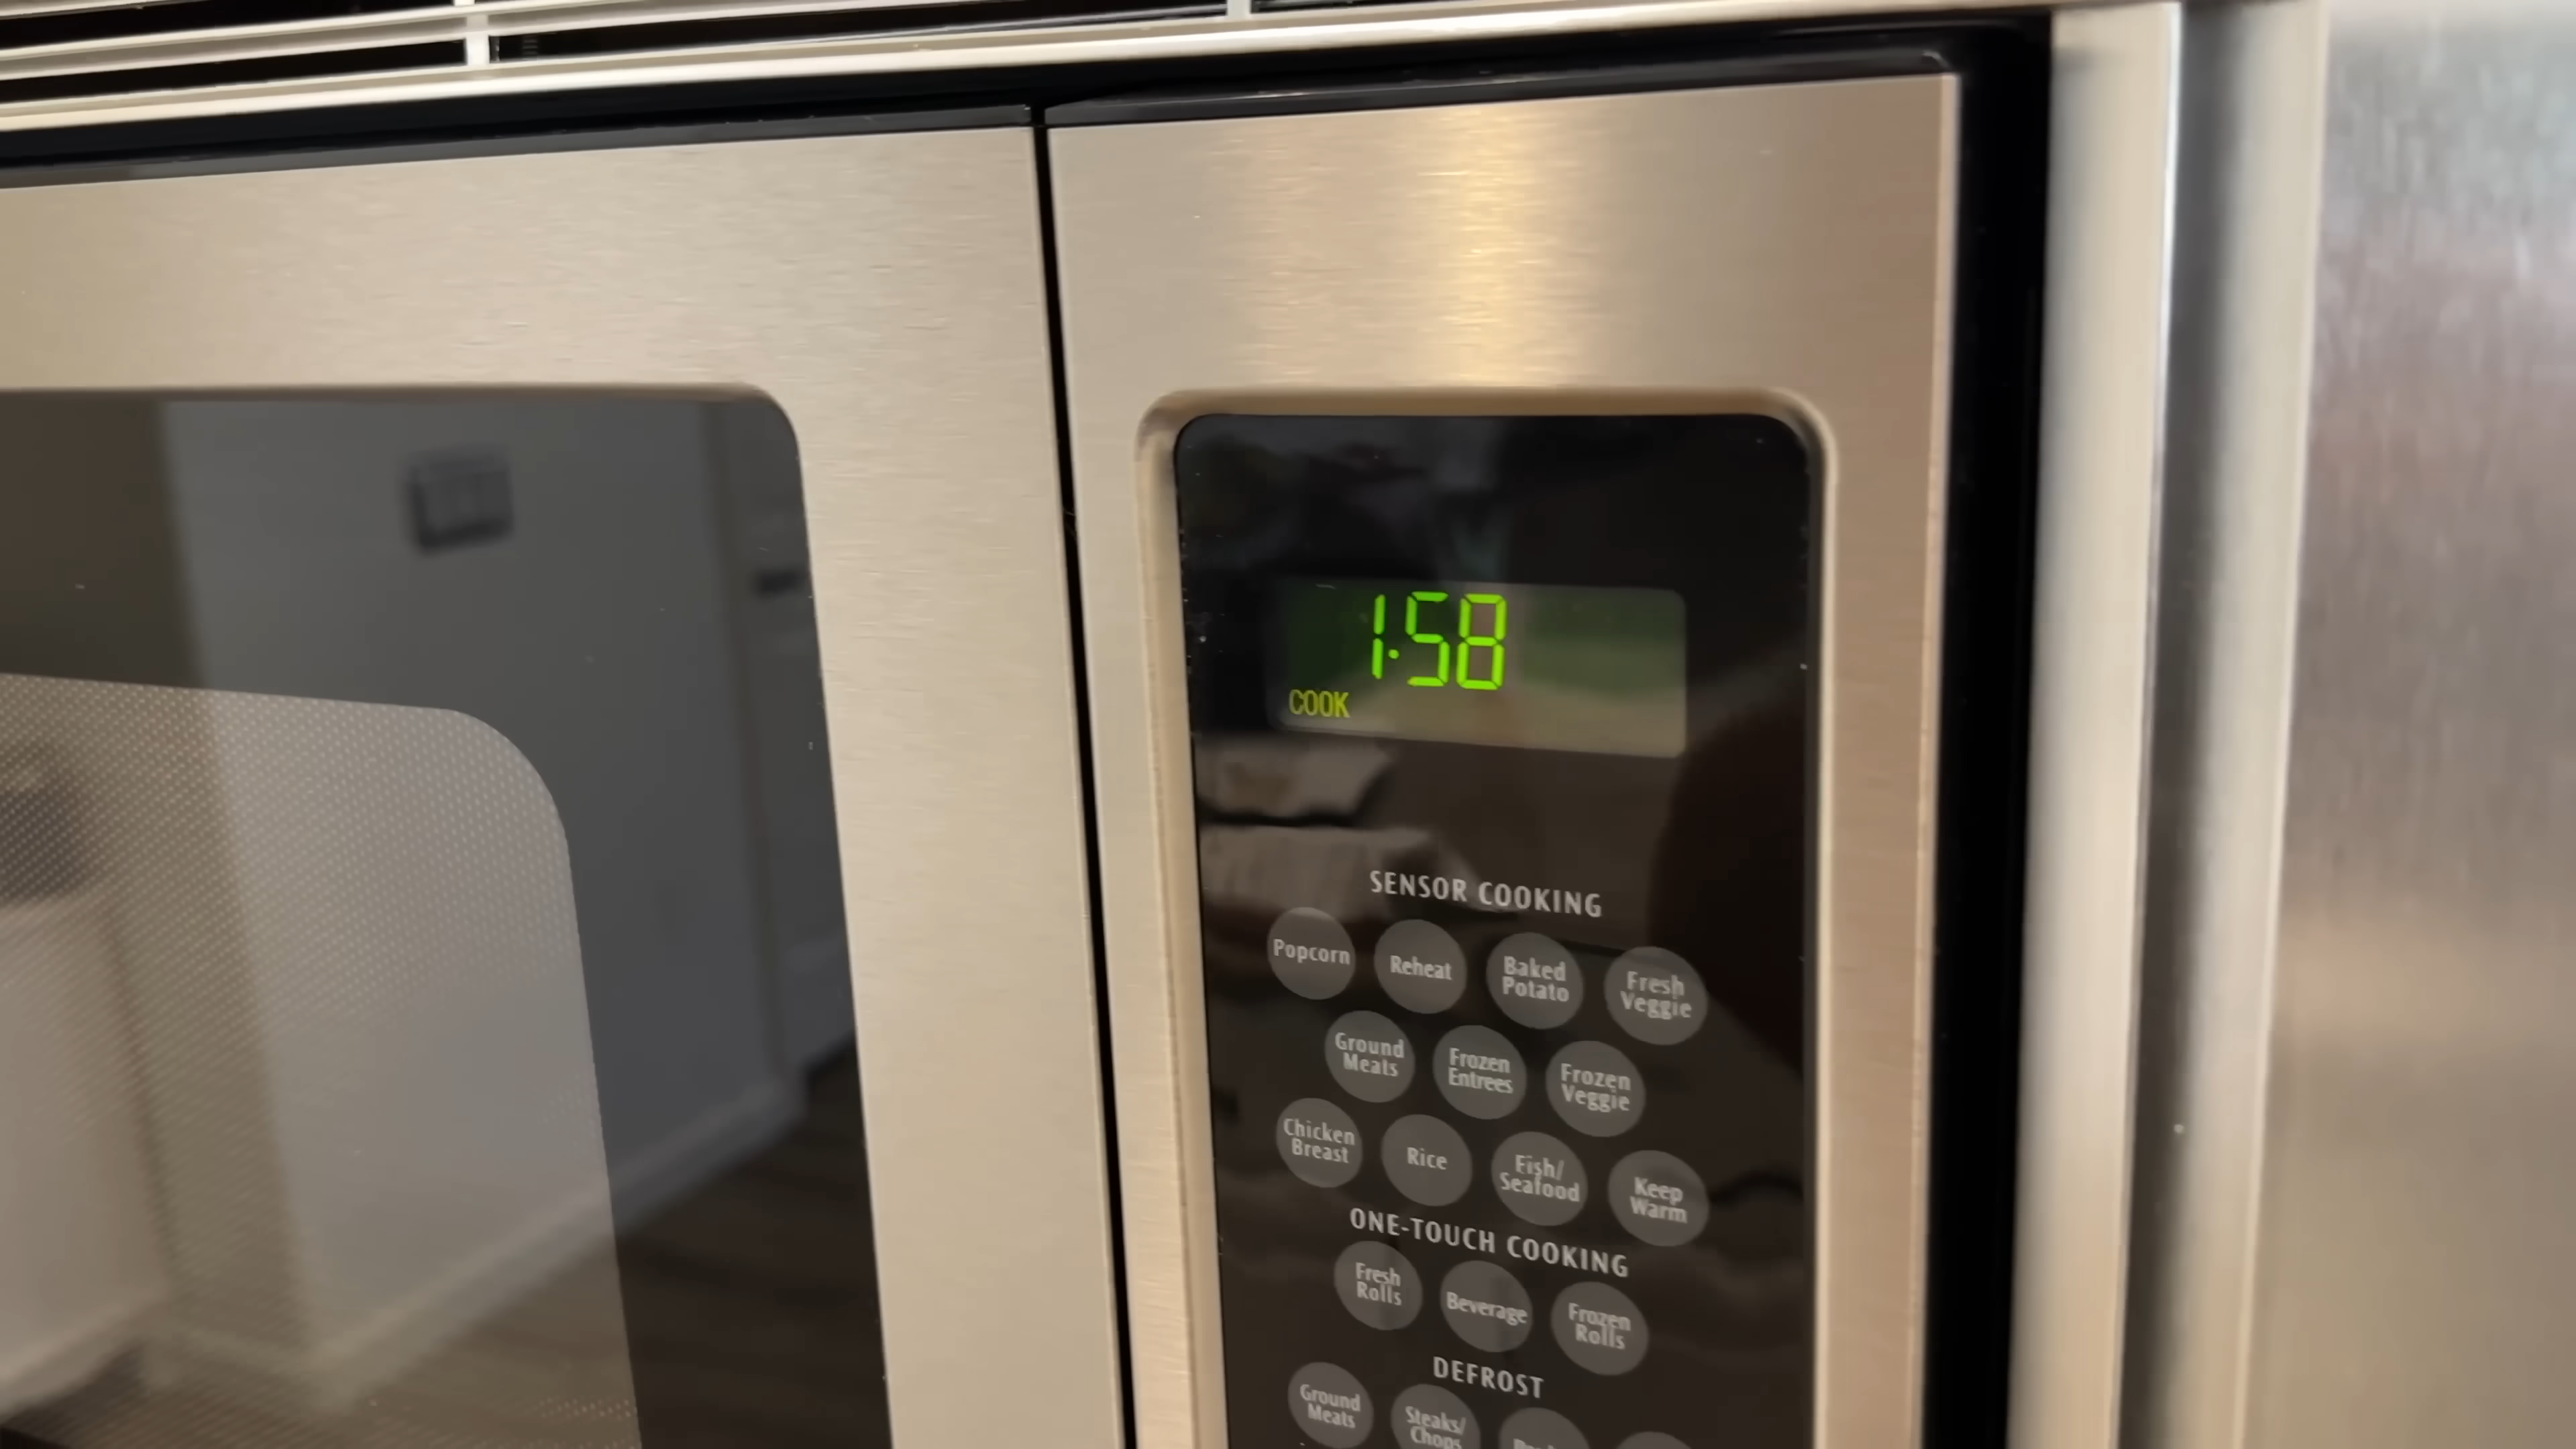 1:58
COOK
SENSOR COOKING
Popcorn
Reheat
Baked
Potato
Fresh
Veggie
Ground
Meats
Frozen
Entrees
Frozen
Veggie
Chicken
Breast
Rice
Fish/
Seafood
Keep
Warm
ONE-TOUCH COOKING
Fresh
Rolls
Beverage
Frozen
Rolls
DEFROST
Ground
Meats
Steaks/
Chops